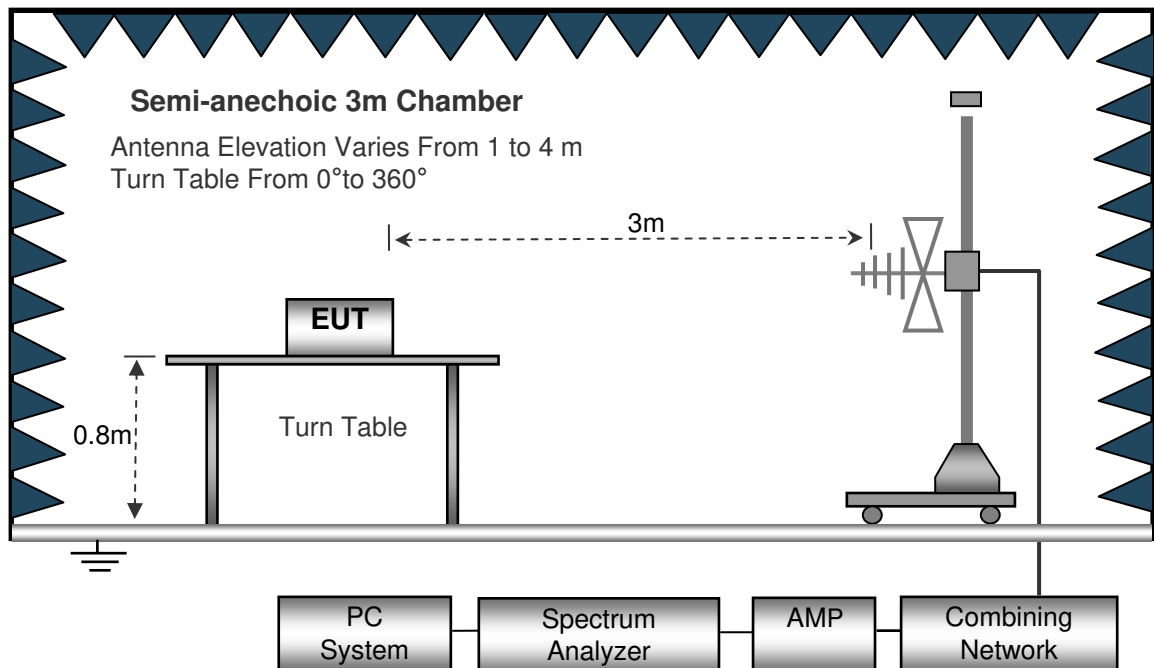 Semi-anechoic 3m Chamber
Antenna Elevation Varies From 1 to 4 m
Turn Table From 0°to 360°
3m
EUT
0.8m
Turn Table
PC
System
Spectrum
Analyzer
AMP
Combining
Network